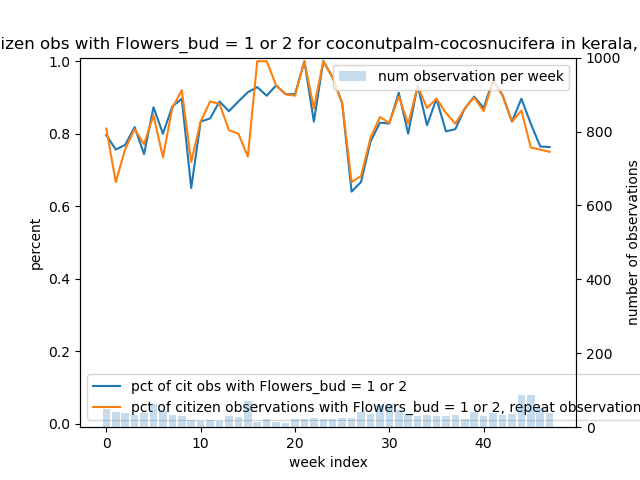 izen obs with Flowers_bud = 1 or 2 for coconutpalm-cocosnucifera in kerala,
num observation per week
percent
1.0
0.8
0.6
0.4
0.2
0.0
1000
800
600
400
200
0
number of observations
pct of cit obs with Flowers_bud = 1 or 2
pct of citizen observations with Flowers_bud = 1 or 2, repeat observation
0 10 20 30 40
week index